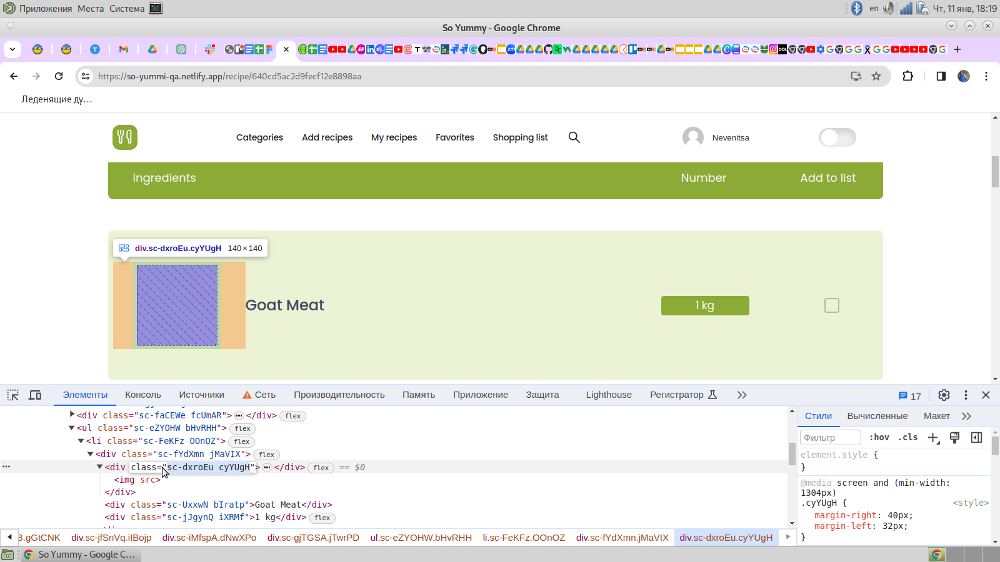 Приложения Места Система
en Чт, 11 янв, 18:19
So Yummy - Google Chrome
https://so-yummi-qa.netlify.app/recipe/640cd5ac2d9fecf12e8898aa
Леденящие ду...
Categories Add recipes My recipes Favorites Shopping list Nevenitsa
Ingredients Number Add to list
div.sc-dxroEu.cyYUgH 140×140
Goat Meat 1 kg
Элементы Консоль Источники Сеть Производительность Память Приложение Защита Lighthouse Регистратор 17
<div class="sc-faCEWe fcUmAR">…</div> flex
<ul class="sc-eZYOHW bHvRHH"> flex
<li class="sc-FeKFz OOnOZ"> flex
<div class="sc-fYdXmn jMaVIX"> flex
<div class="sc-dxroEu cyYUgH">…</div> flex == $0
<img src>
</div>
<div class="sc-UxxwN bIratp">Goat Meat</div>
<div class="sc-jJgynQ iXRMf">1 kg</div> flex
B.gGtCNK div.sc-jfSnVq.iIBojp div.sc-iMfspA.dNwXPo div.sc-gjTGSA.jTwrPD ul.sc-eZYOHW.bHvRHH li.sc-FeKFz.OOnOZ div.sc-fYdXmn.jMaVIX div.sc-dxroEu.cyYUgH
Стили Вычисленные Макет
Фильтр :hov .cls
element.style {
}
@media screen and (min-width:
1304px)
.cyYUgH { <style>
margin-right: 40px;
margin-left: 32px;
}
So Yummy - Google C...